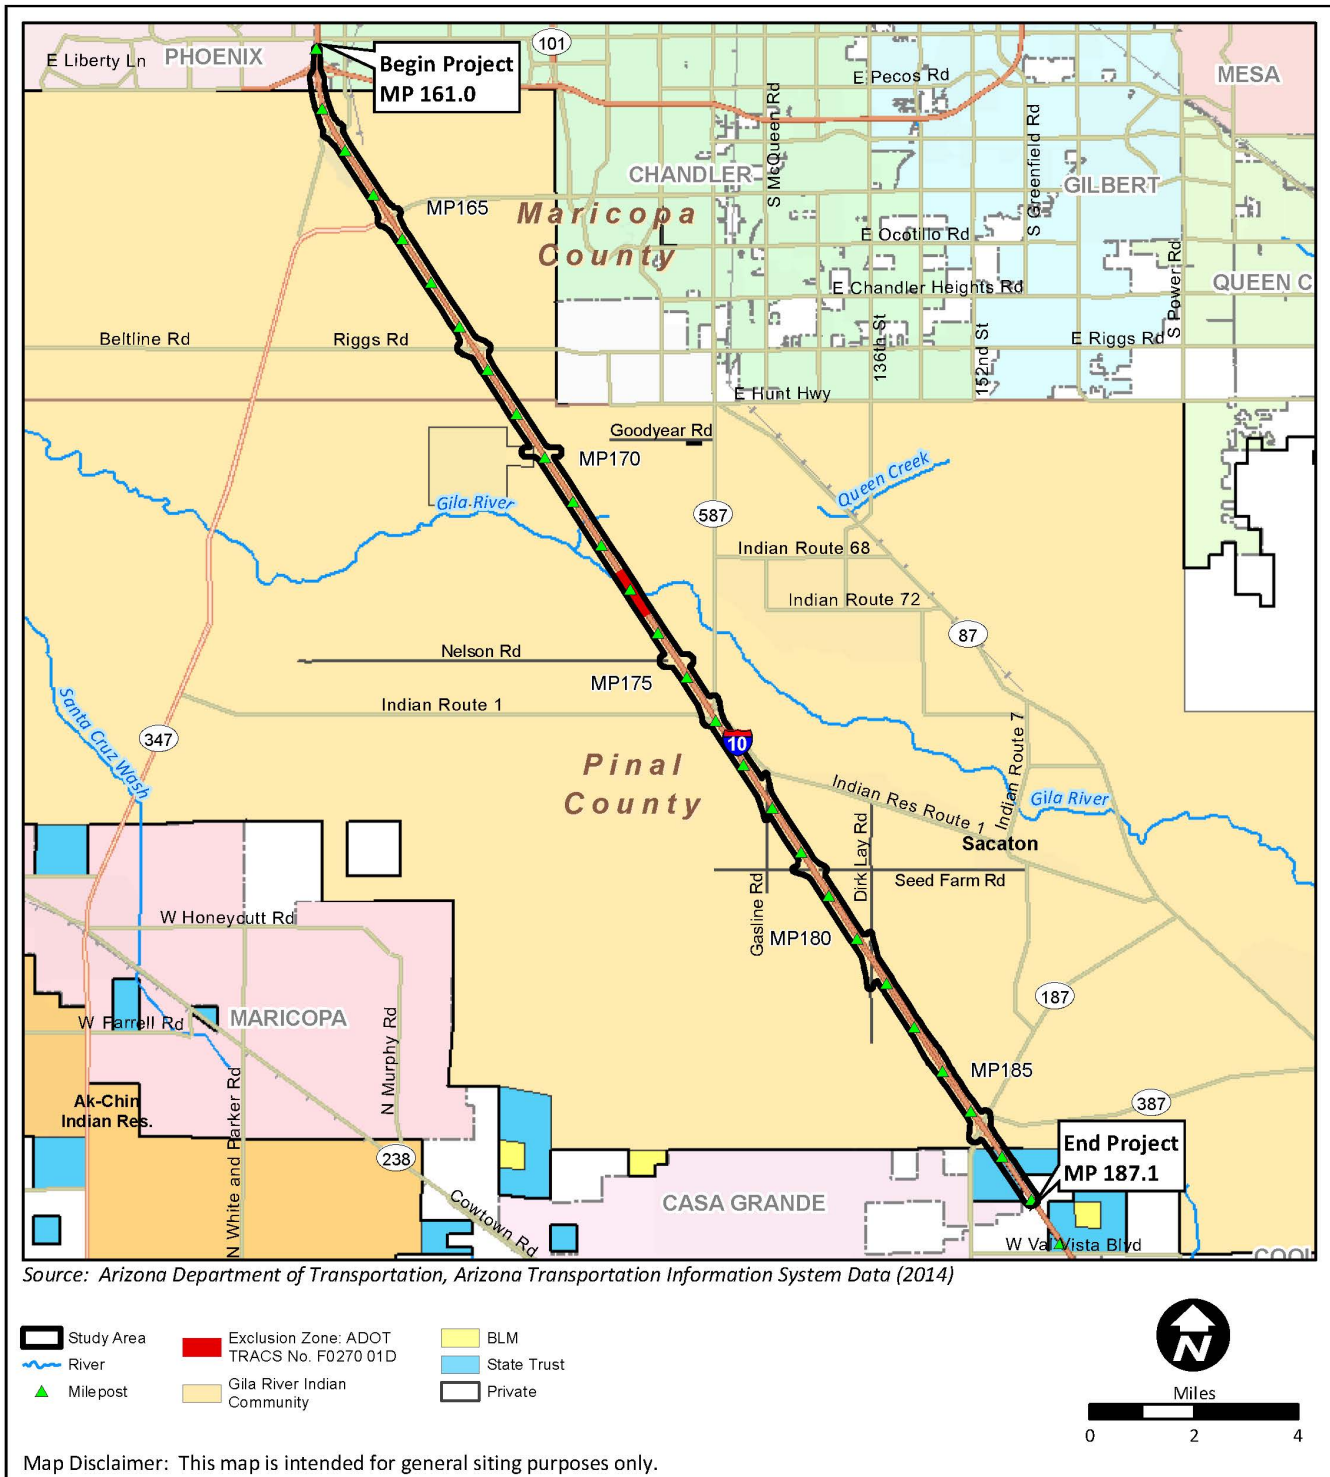 E Liberty Ln
PHOENIX
Begin Project
MP 161.0
101
E Pecos Rd
MESA
S McQueen Rd
S Greenfield Rd
CHANDLER
GILBERT
MP165
Maricopa
County
E Ocotillo Rd
S Power Rd
E Chandler Heights Rd
QUEEN C
Beltline Rd
Riggs Rd
136th St
152nd St
E Riggs Rd
E Hunt Hwy
Goodyear Rd
MP170
Gila River
Queen Creek
587
Indian Route 68
Indian Route 72
87
Nelson Rd
MP175
Indian Route 1
Santa Cruz Wash
347
10
Pinal
County
Indian Route 7
Indian Res Route 1
Gila River
Dirk Lay Rd
Sacaton
Gasline Rd
Seed Farm Rd
W Honeycutt Rd
MP180
187
MARICOPA
W Farrell Rd
N Murphy Rd
MP185
N White and Parker Rd
Ak-Chin
Indian Res.
387
238
End Project
MP 187.1
Cowtown Rd
CASA GRANDE
W Val Vista Blvd
COOL
Source: Arizona Department of Transportation, Arizona Transportation Information System Data (2014)
Study Area
River
Milepost
Exclusion Zone: ADOT
TRACS No. F0270 01D
Gila River Indian
Community
BLM
State Trust
Private
N
Miles
0 2 4
Map Disclaimer: This map is intended for general siting purposes only.